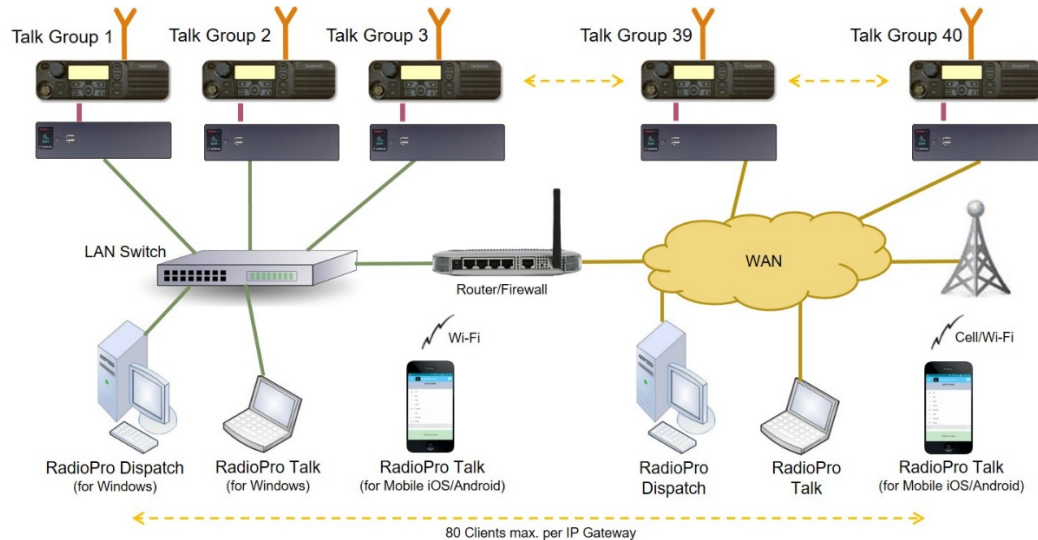 Talk Group 1
Talk Group 2
Talk Group 3
Talk Group 39
Talk Group 40
LAN Switch
Router/Firewall
WAN
Wi-Fi
Cell/Wi-Fi
RadioPro Dispatch
(for Windows)
RadioPro Talk
(for Windows)
RadioPro Talk
(for Mobile iOS/Android)
RadioPro
Dispatch
RadioPro
Talk
RadioPro Talk
(for Mobile iOS/Android)
80 Clients max. per IP Gateway